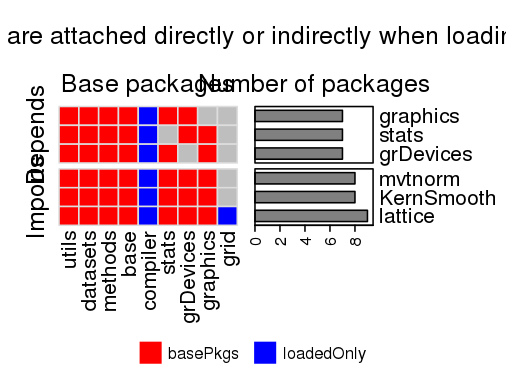 are attached directly or indirectly when loadin
Base packages
Number of packages
Depends
Imports
graphics
stats
grDevices
mvtnorm
KernSmooth
lattice
0 2 4 6 8
utils
datasets
methods
base
compiler
stats
grDevices
graphics
grid
basePkgs
loadedOnly